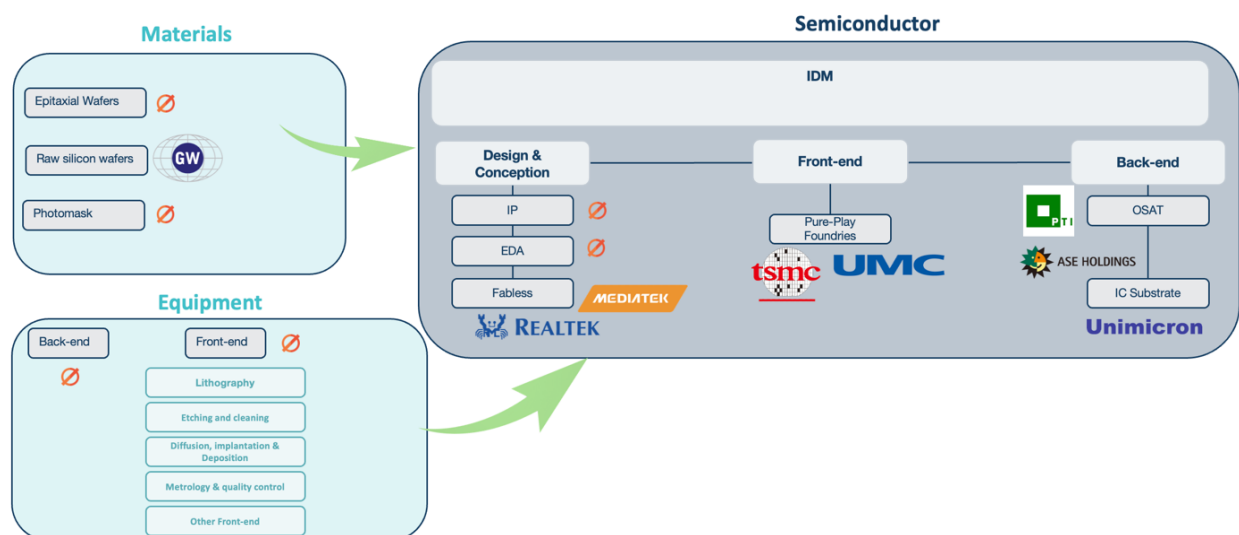 Materials
Epitaxial Wafers
Raw silicon wafers
GW
Photomask
Equipment
Back-end
Front-end
Lithography
Etching and cleaning
Diffusion, implantation &
Deposition
Metrology & quality control
Other Front-end
Semiconductor
IDM
Design &
Conception
IP
EDA
Fabless
MEDIATEK
REALTEK
Front-end
Pure-Play
Foundries
tsmc
UMC
Back-end
PTI
OSAT
ASE HOLDINGS
IC Substrate
Unimicron